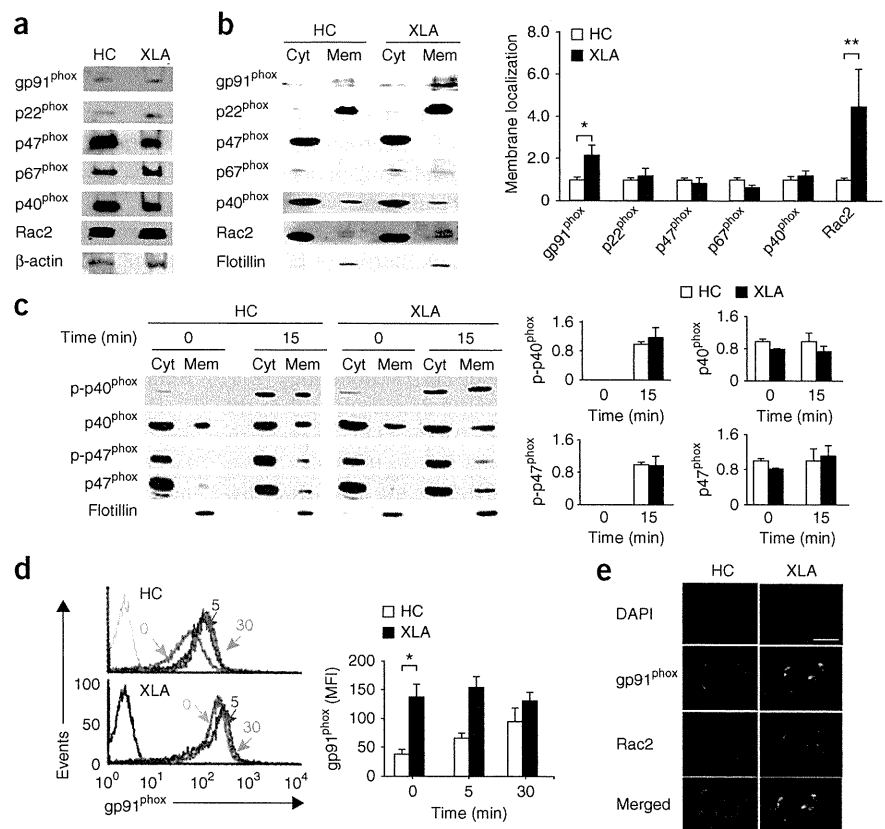 a
HC XLA
gp91phox
p22phox
p47phox
p67phox
p40phox
Rac2
β-actin
b
HC XLA
Cyt Mem Cyt Mem
gp91phox
p22phox
p47phox
p67phox
p40phox
Rac2
Flotillin
HC
XLA
Membrane localization
8.0
6.0
4.0
2.0
0
*
**
gp91phox p22phox p47phox p67phox p40phox Rac2
c
HC XLA
Time (min) 0 15 0 15
Cyt Mem Cyt Mem Cyt Mem Cyt Mem
p-p40phox
p40phox
p-p47phox
p47phox
Flotillin
HC XLA
p-p40phox
1.6
0.8
0
0 15
Time (min)
p40phox
1.6
0.8
0
0 15
Time (min)
p-p47phox
1.6
0.8
0
0 15
Time (min)
p47phox
1.6
0.8
0
0 15
Time (min)
d
HC
0 5 30
XLA
0 5 30
Events
100
50
0
10^0 10^1 10^2 10^3 10^4
gp91phox
HC
XLA
gp91phox (MFI)
200
150
100
50
0
*
0 5 30
Time (min)
e
HC XLA
DAPI
gp91phox
Rac2
Merged